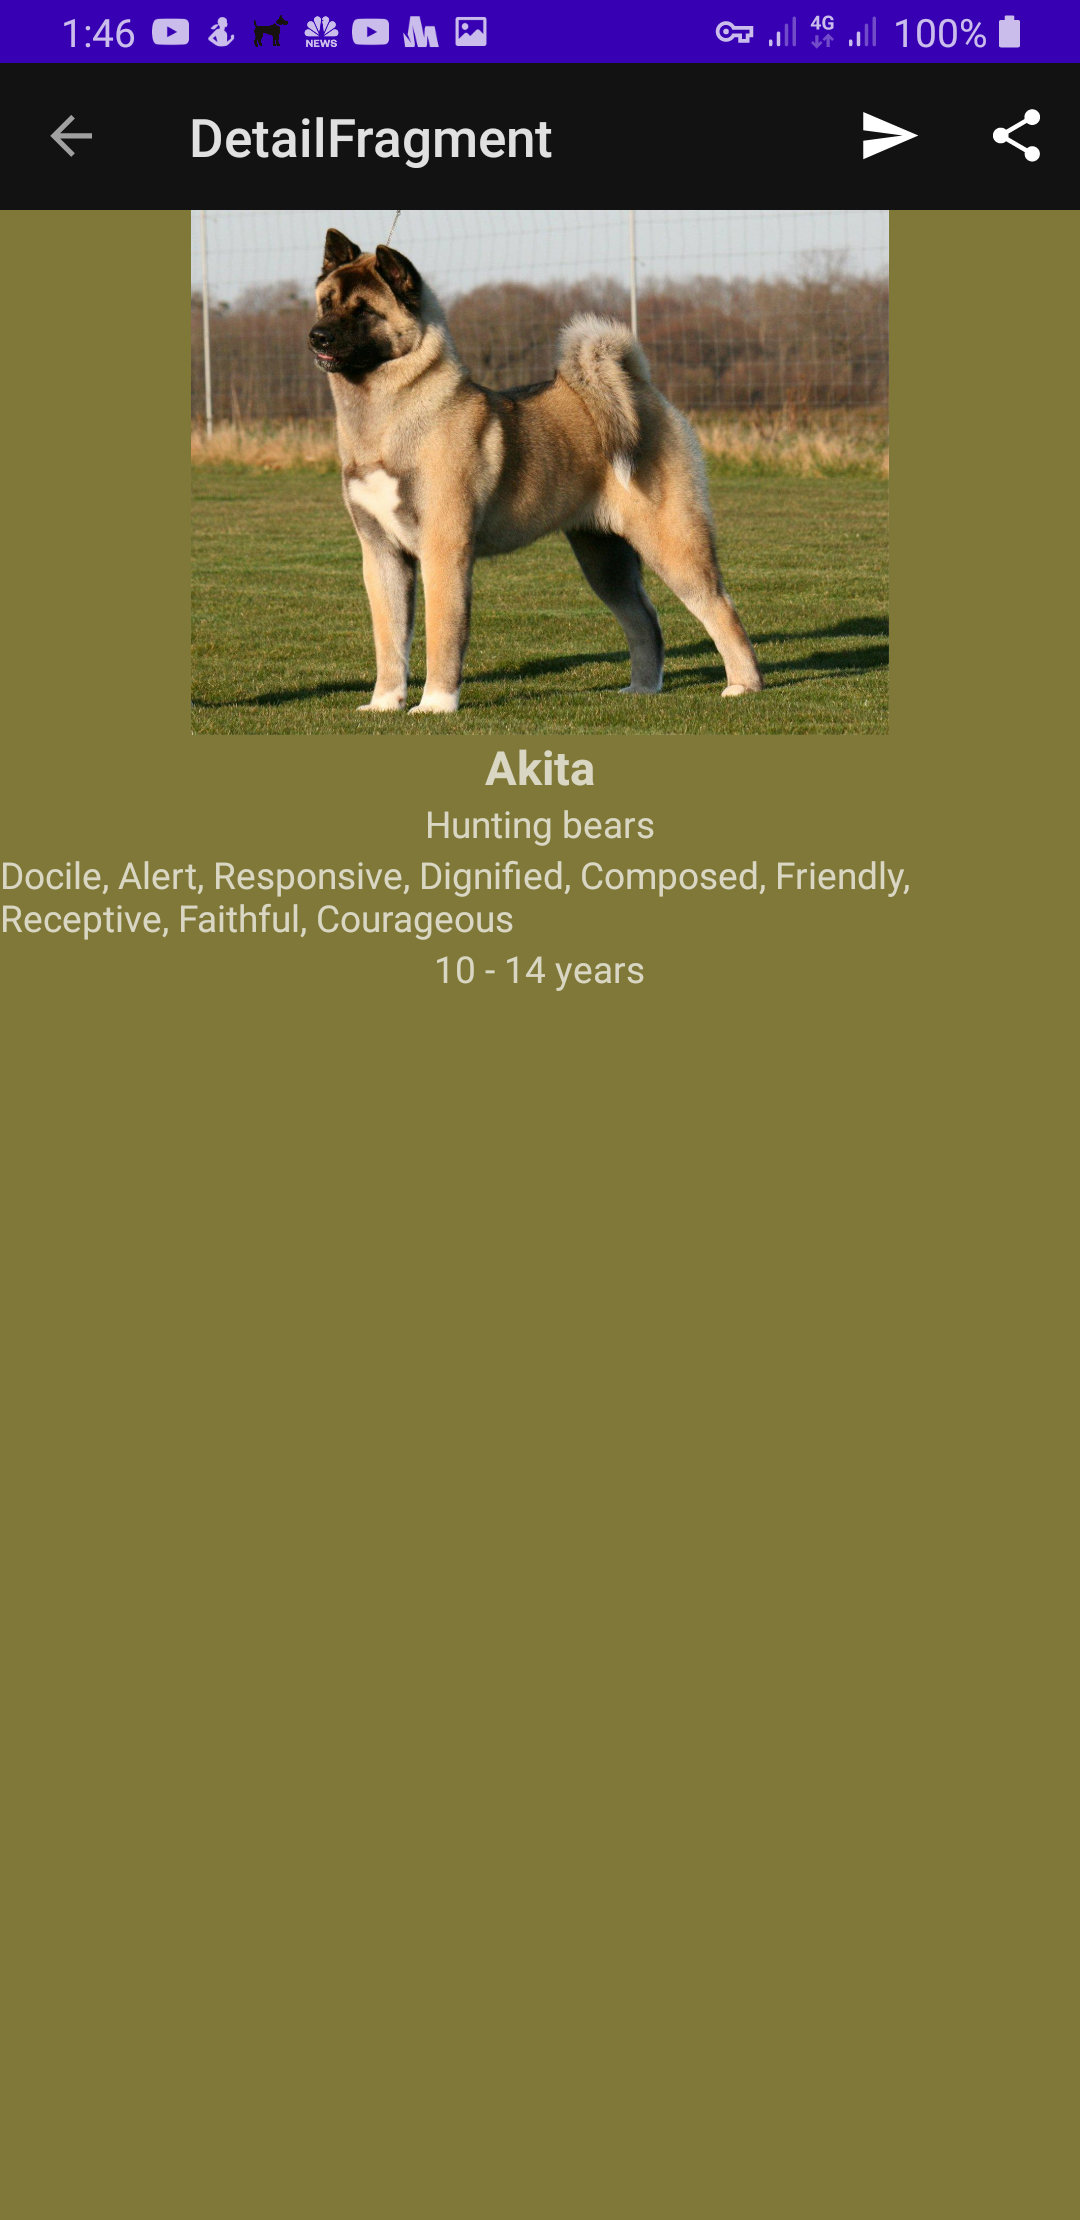 1:46 NEWS 4G 100%
DetailFragment
Akita
Hunting bears
Docile, Alert, Responsive, Dignified, Composed, Friendly,
Receptive, Faithful, Courageous
10 - 14 years